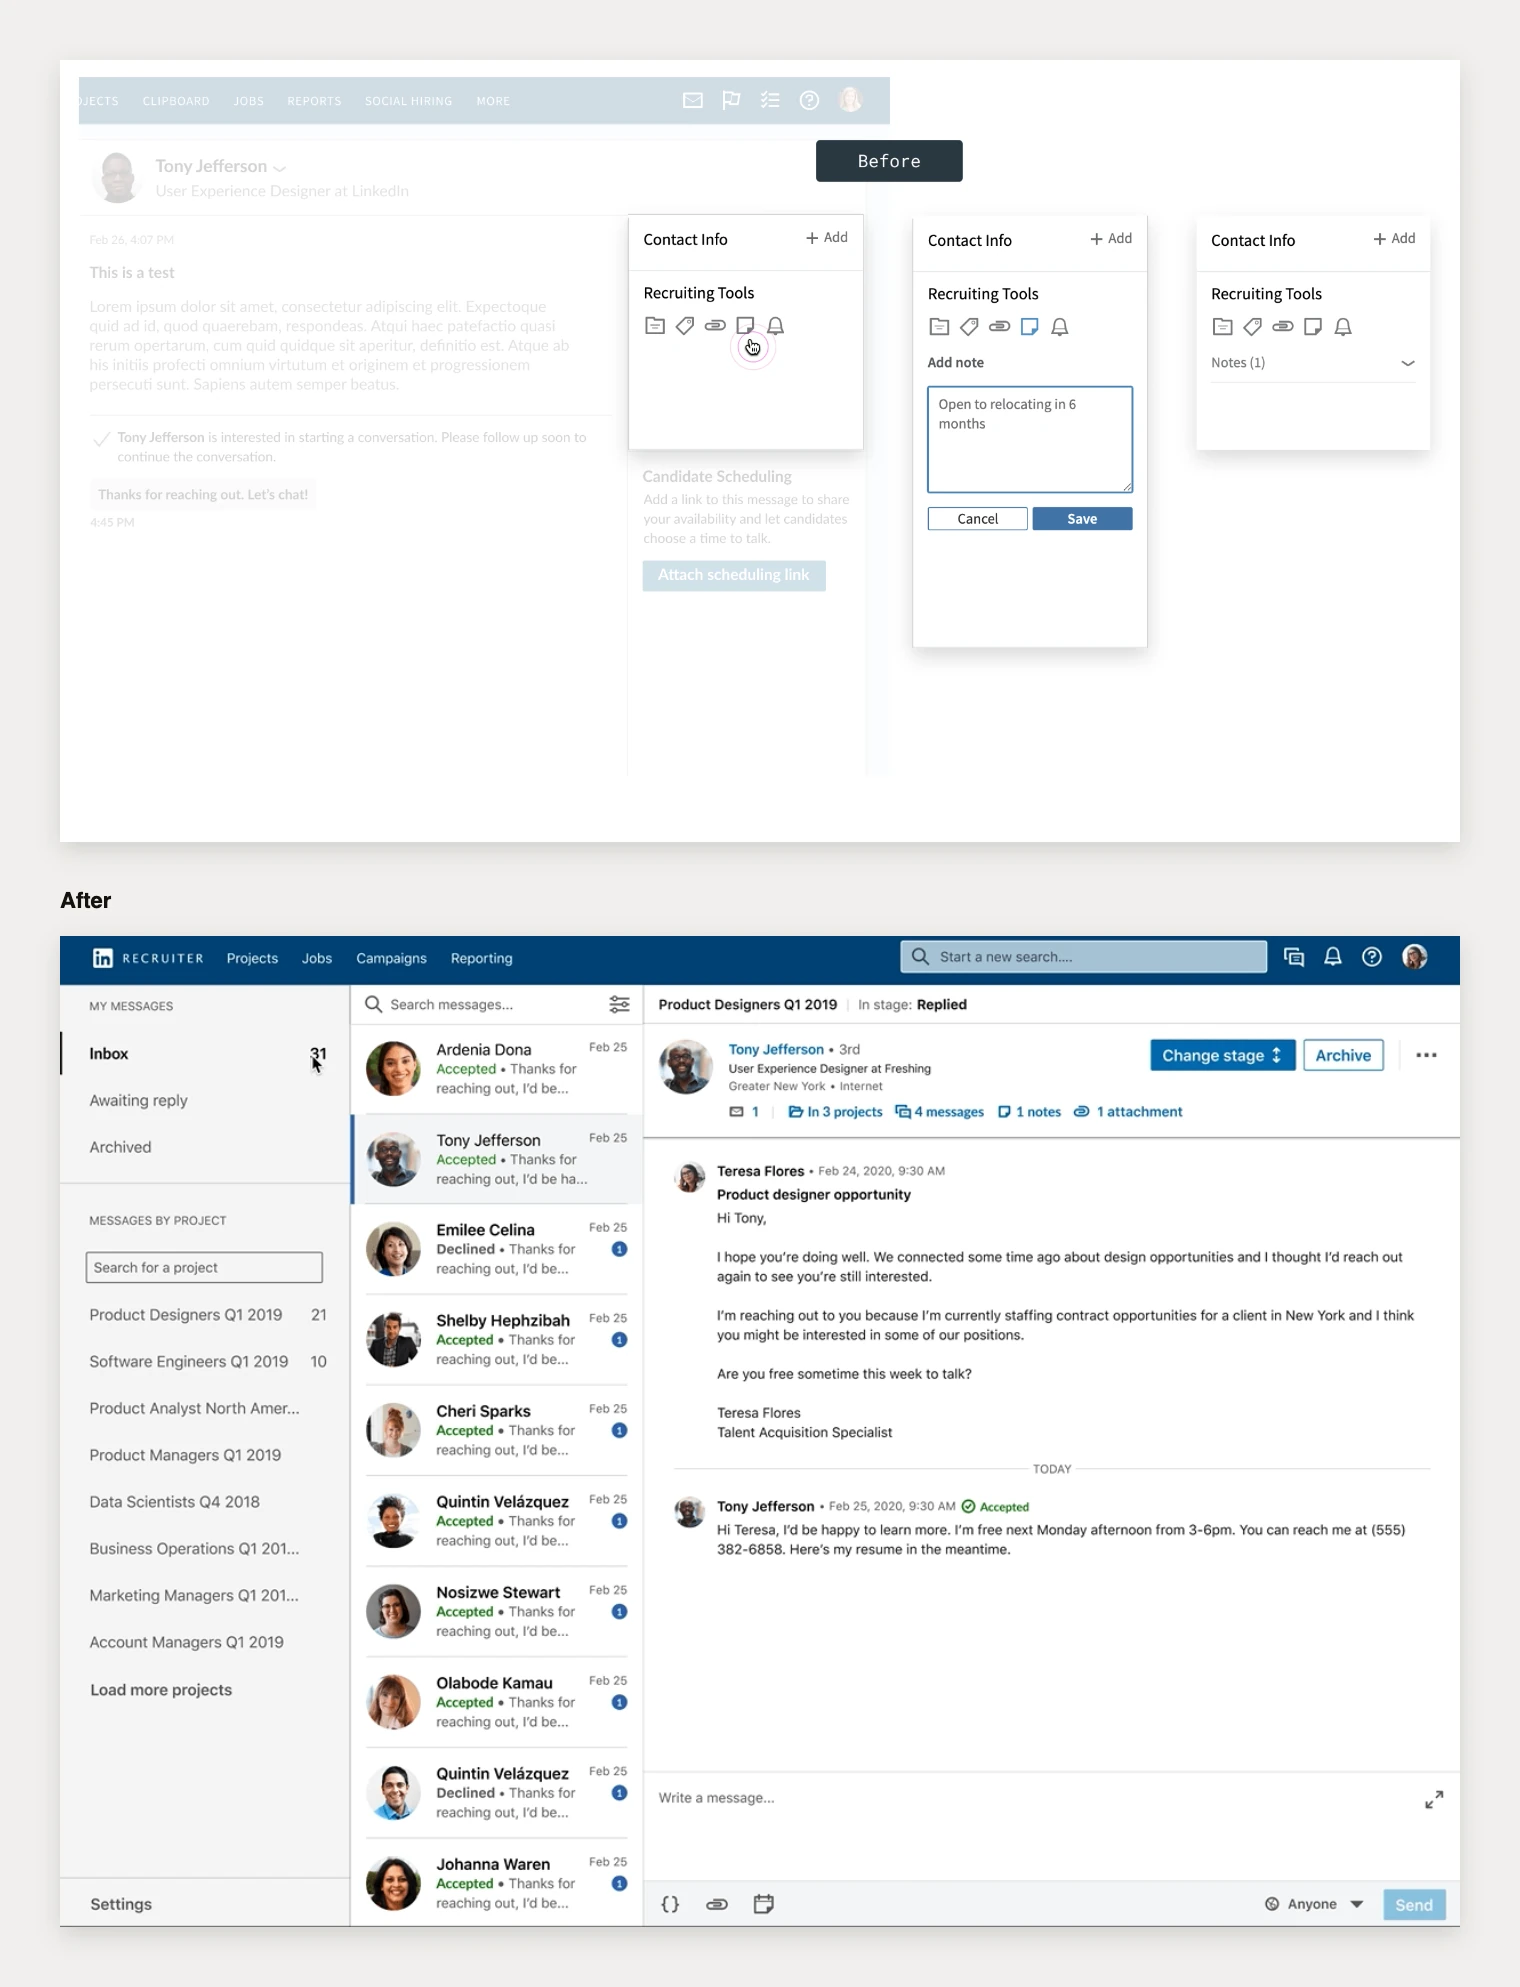 OJECTS CLIPBOARD JOBS REPORTS SOCIAL HIRING MORE
Before
Tony Jefferson
User Experience Designer at LinkedIn
Feb 26, 4:07 PM
This is a test
Lorem ipsum dolor sit amet, consectetur adipiscing elit. Expectoque
quid ad id, quod quaerebam, respondeas. Atqui haec patefactio quasi
rerum opertarum, cum quid quidque sit aperitur, definitio est. Atque ab
his initiis profecti omnium virtutum et originem et progressionem
persecuti sunt. Sapiens autem semper beatus.
Tony Jefferson is interested in starting a conversation. Please follow up soon to
continue the conversation.
Thanks for reaching out. Let's chat!
4:45 PM
Contact Info + Add
Recruiting Tools
Candidate Scheduling
Add a link to this message to share
your availability and let candidates
choose a time to talk.
Attach scheduling link
Contact Info + Add
Recruiting Tools
Add note
Open to relocating in 6
months
Cancel Save
Contact Info + Add
Recruiting Tools
Notes (1)
After
in RECRUITER Projects Jobs Campaigns Reporting
Start a new search....
MY MESSAGES
Inbox 31
Awaiting reply
Archived
MESSAGES BY PROJECT
Search for a project
Product Designers Q1 2019 21
Software Engineers Q1 2019 10
Product Analyst North Amer...
Product Managers Q1 2019
Data Scientists Q4 2018
Business Operations Q1 201...
Marketing Managers Q1 201...
Account Managers Q1 2019
Load more projects
Settings
Search messages...
Ardenia Dona Feb 25
Accepted • Thanks for
reaching out, I'd be...
Tony Jefferson Feb 25
Accepted • Thanks for
reaching out, I'd be ha...
Emilee Celina Feb 25
Declined • Thanks for 1
reaching out, I'd be...
Shelby Hephzibah Feb 25
Accepted • Thanks for 1
reaching out, I'd be...
Cheri Sparks Feb 25
Accepted • Thanks for 1
reaching out, I'd be...
Quintin Velázquez Feb 25
Accepted • Thanks for 1
reaching out, I'd be...
Nosizwe Stewart Feb 25
Accepted • Thanks for 1
reaching out, I'd be...
Olabode Kamau Feb 25
Accepted • Thanks for 1
reaching out, I'd be...
Quintin Velázquez Feb 25
Declined • Thanks for 1
reaching out, I'd be...
Johanna Waren Feb 25
Accepted • Thanks for 1
reaching out, I'd be...
Product Designers Q1 2019 In stage: Replied
Tony Jefferson • 3rd
User Experience Designer at Freshing
Greater New York • Internet
1 In 3 projects 4 messages 1 notes 1 attachment
Change stage Archive
Teresa Flores • Feb 24, 2020, 9:30 AM
Product designer opportunity
Hi Tony,
I hope you're doing well. We connected some time ago about design opportunities and I thought I'd reach out
again to see you're still interested.
I'm reaching out to you because I'm currently staffing contract opportunities for a client in New York and I think
you might be interested in some of our positions.
Are you free sometime this week to talk?
Teresa Flores
Talent Acquisition Specialist
TODAY
Tony Jefferson • Feb 25, 2020, 9:30 AM Accepted
Hi Teresa, I'd be happy to learn more. I'm free next Monday afternoon from 3-6pm. You can reach me at (555)
382-6858. Here's my resume in the meantime.
Write a message...
{} Anyone Send